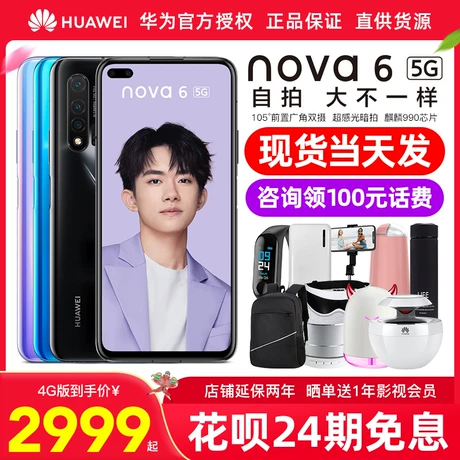 HUAWEI 华为官方授权 正品保证 直供货源
nova 6 5G
自拍 大不一样
105°前置广角双摄 超感光暗拍 麒麟990芯片
nova 6 5G
现货当天发
咨询领100元话费
HUAWEI
LIFE
4G版到手价¥
2999起
店铺延保两年 晒单送1年影视会员
花呗24期免息